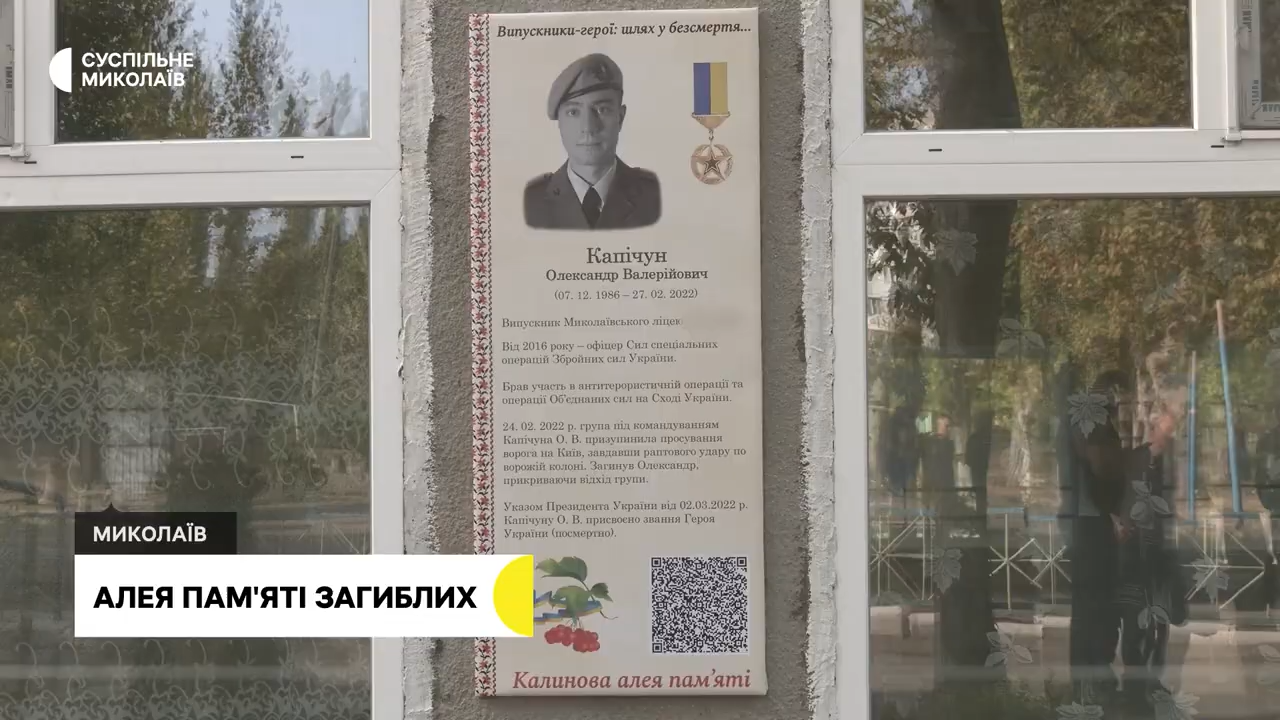 СУСПІЛЬНЕ
МИКОЛАЇВ
Випускники-герої: шлях у безсмертя...
Капічун
Олександр Валерійович
(07. 12. 1986 – 27. 02. 2022)
Випускник Миколаївського
Від 2016 року – офіцер Сил спеціальних
операцій Збройних сил України.
Брав участь в антитерористичній операції та
операції Об'єднаних сил на Сході України.
24. 02. 2022 р. група під командуванням
Капічуна О. В. призупинила просування
ворога на Київ, завдавши раптового удару по
ворожій колоні. Загинув Олександр,
прикриваючи відхід групи.
Указом Президента України від 02.03.2022 р.
Капічуну О. В. присвоєно звання Героя
України (посмертно).
МИКОЛАЇВ
АЛЕЯ ПАМ'ЯТІ ЗАГИБЛИХ
Калинова алея пам'яті